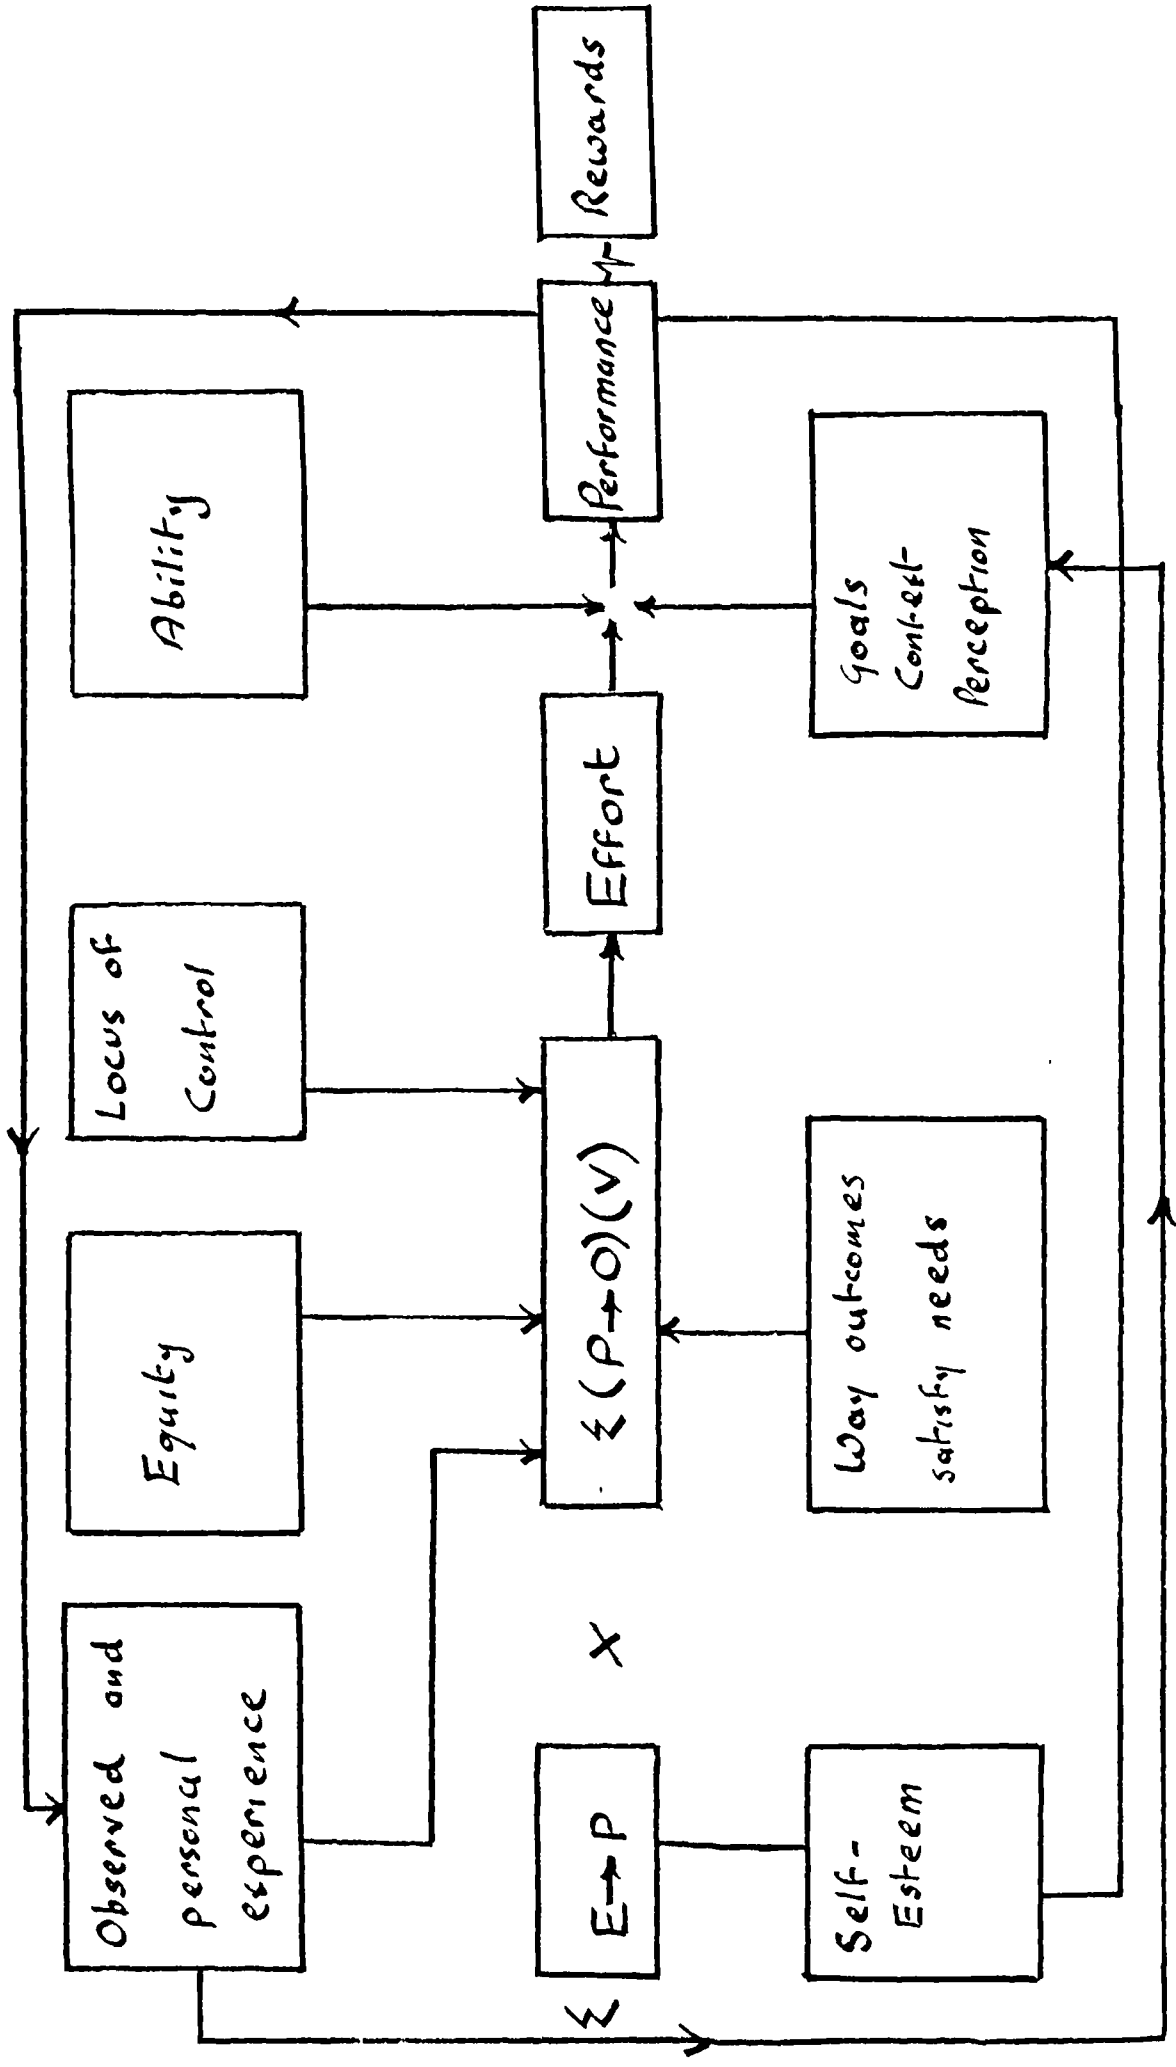 Observed and
personal
experience
Equity
Locus of
Control
Ability
Σ
E→P
X
Σ(P→O)(V)
Effort
Performance
Rewards
Self-
Esteem
Way outcomes
satisfy needs
Goals
Context
Perception